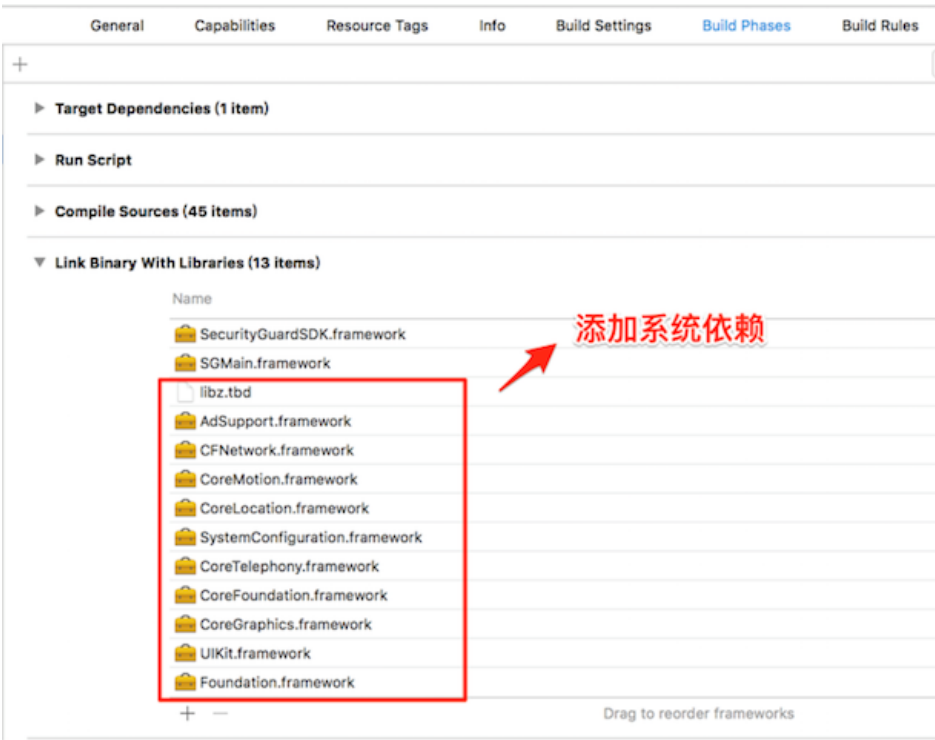 General Capabilities Resource Tags Info Build Settings Build Phases Build Rules
Target Dependencies (1 item)
Run Script
Compile Sources (45 items)
Link Binary With Libraries (13 items)
Name
SecurityGuardSDK.framework
添加系统依赖
SGMain.framework
libz.tbd
AdSupport.framework
CFNetwork.framework
CoreMotion.framework
CoreLocation.framework
SystemConfiguration.framework
CoreTelephony.framework
CoreFoundation.framework
CoreGraphics.framework
UIKit.framework
Foundation.framework
Drag to reorder frameworks